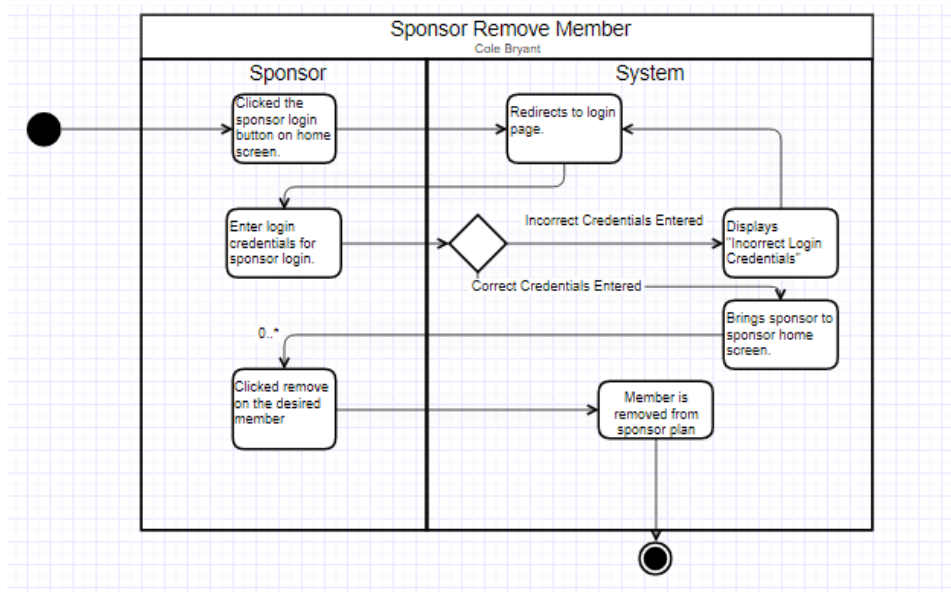 Sponsor Remove Member
Cole Bryant
Sponsor
System
Clicked the
sponsor login
button on home
screen.
Redirects to login
page.
Enter login
credentials for
sponsor login.
Incorrect Credentials Entered
Displays
"Incorrect Login
Credentials"
Correct Credentials Entered
Brings sponsor to
sponsor home
screen.
0..*
Clicked remove
on the desired
member
Member is
removed from
sponsor plan